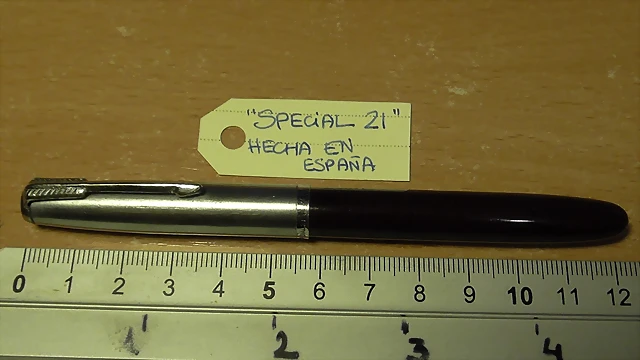 "SPECIAL 21"
HECHA EN
ESPAÑA
0 1 2 3 4 5 6 7 8 9 10 11 12
1 2 3 4